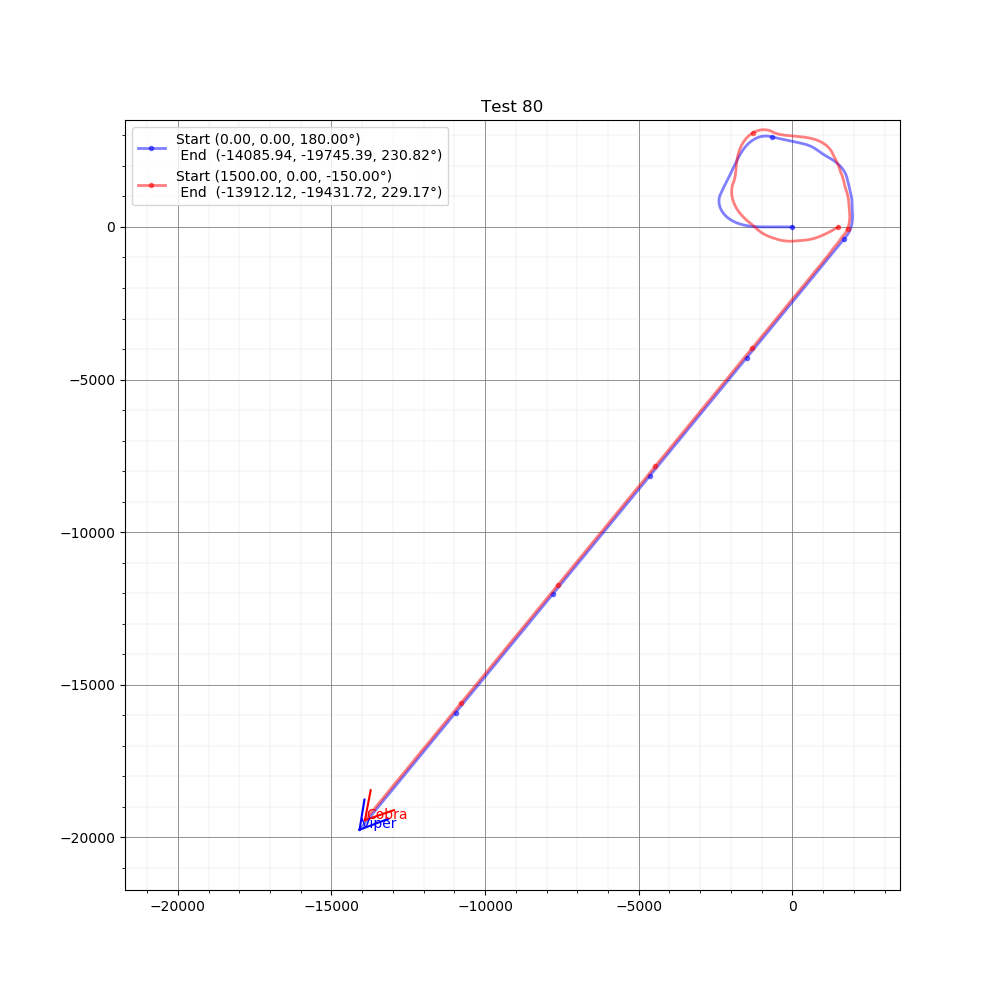 Test 80
Start (0.00, 0.00, 180.00°)
End (-14085.94, -19745.39, 230.82°)
Start (1500.00, 0.00, -150.00°)
End (-13912.12, -19431.72, 229.17°)
0
−5000
−10000
−15000
−20000
Cobra
Viper
−20000 −15000 −10000 −5000 0